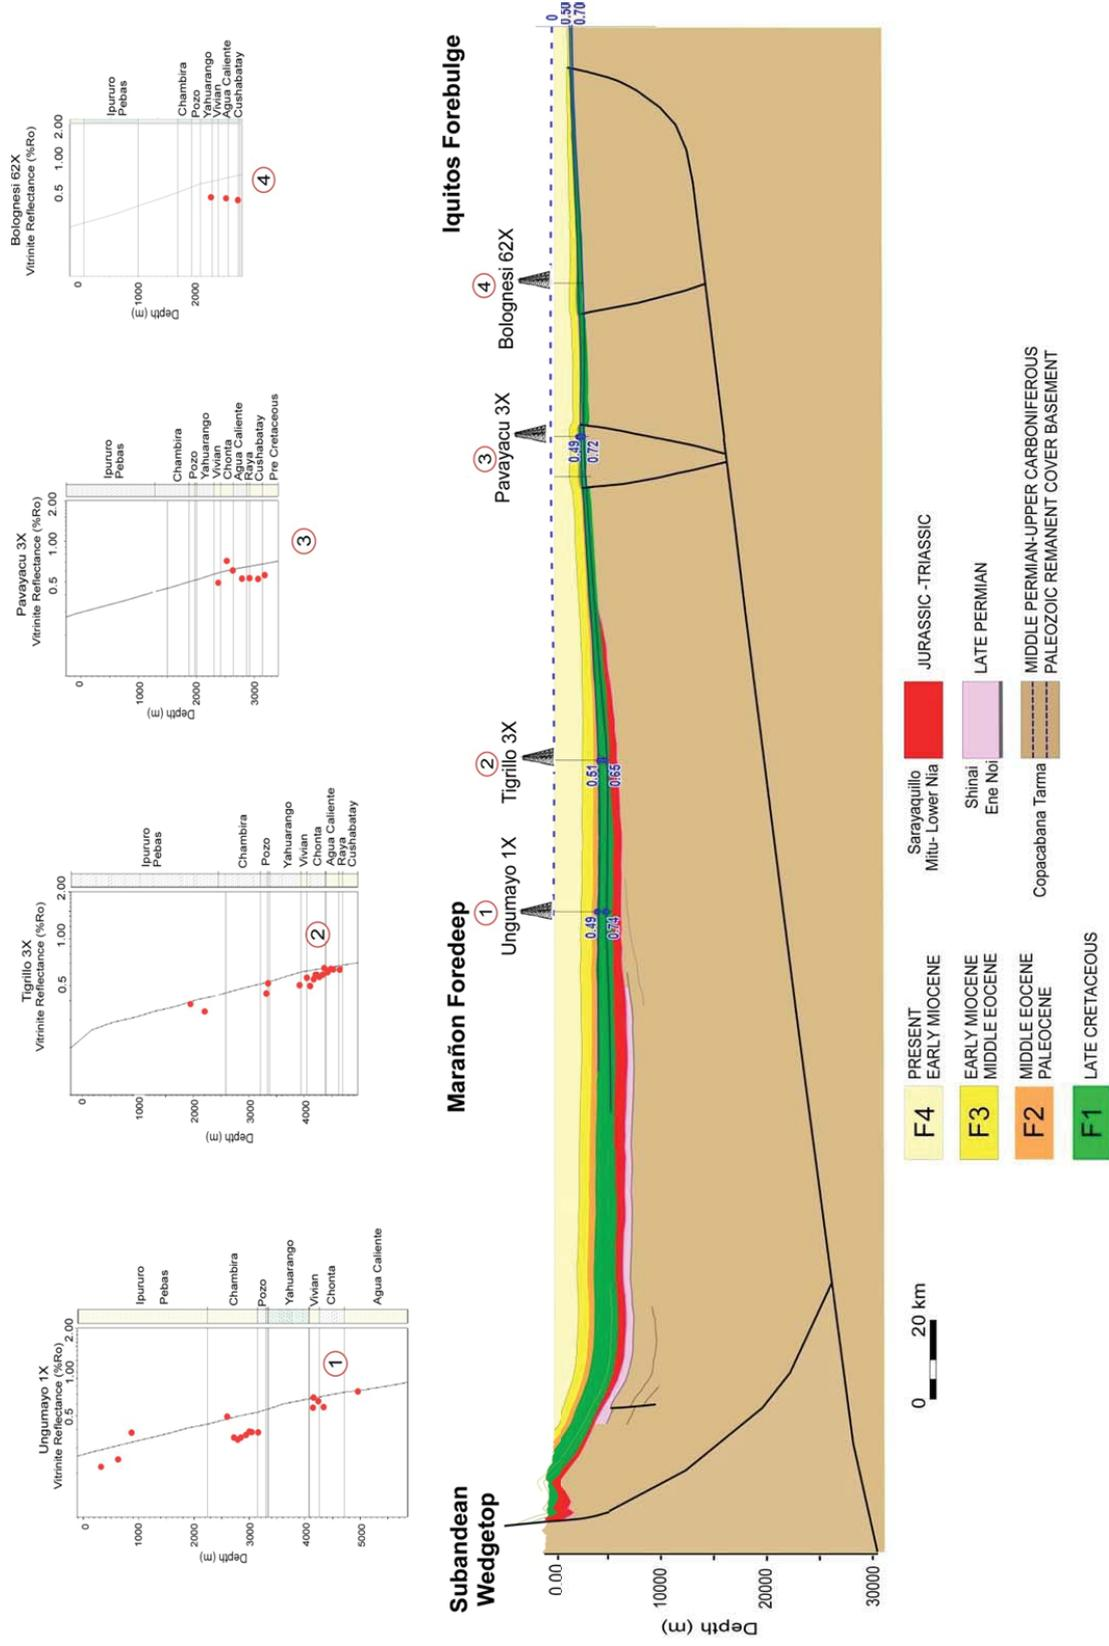 Ungumayo 1X
Vitrinite Reflectance (%Ro)
0.5 1.00 2.00
0
1000
2000
3000
4000
5000
Depth (m)
Ipururo
Pebas
Chambira
Pozo
Yahuarango
Vivian
Chonta
Agua Caliente
1
Tigrillo 3X
Vitrinite Reflectance (%Ro)
0.5 1.00 2.00
0
1000
2000
3000
4000
Depth (m)
Ipururo
Pebas
Chambira
Pozo
Yahuarango
Vivian
Chonta
Agua Caliente
Raya
Cushabatay
2
Pavayacu 3X
Vitrinite Reflectance (%Ro)
0.5 1.00 2.00
0
1000
2000
3000
Depth (m)
Ipururo
Pebas
Chambira
Pozo
Yahuarango
Vivian
Chonta
Agua Caliente
Raya
Cushabatay
Pre Cretaceous
3
Bolognesi 62X
Vitrinite Reflectance (%Ro)
0.5 1.00 2.00
0
1000
2000
Depth (m)
Ipururo
Pebas
Chambira
Pozo
Yahuarango
Vivian
Agua Caliente
Cushabatay
4
Subandean
Wedgetop
Marañon Foredeep
Iquitos Forebulge
1
Ungumayo 1X
2
Tigrillo 3X
3
Pavayacu 3X
4
Bolognesi 62X
0
0.50
0.70
0.49
0.74
0.51
0.65
0.49
0.72
0.00
10000
20000
30000
Depth (m)
0 20 km
F4 PRESENT
EARLY MIOCENE
F3 EARLY MIOCENE
MIDDLE EOCENE
F2 MIDDLE EOCENE
PALEOCENE
F1 LATE CRETACEOUS
Sarayaquillo
Mitu- Lower Nia
JURASSIC -TRIASSIC
Shinai
Ene Noi
LATE PERMIAN
Copacabana Tarma
MIDDLE PERMIAN-UPPER CARBONIFEROUS
PALEOZOIC REMANENT COVER BASEMENT